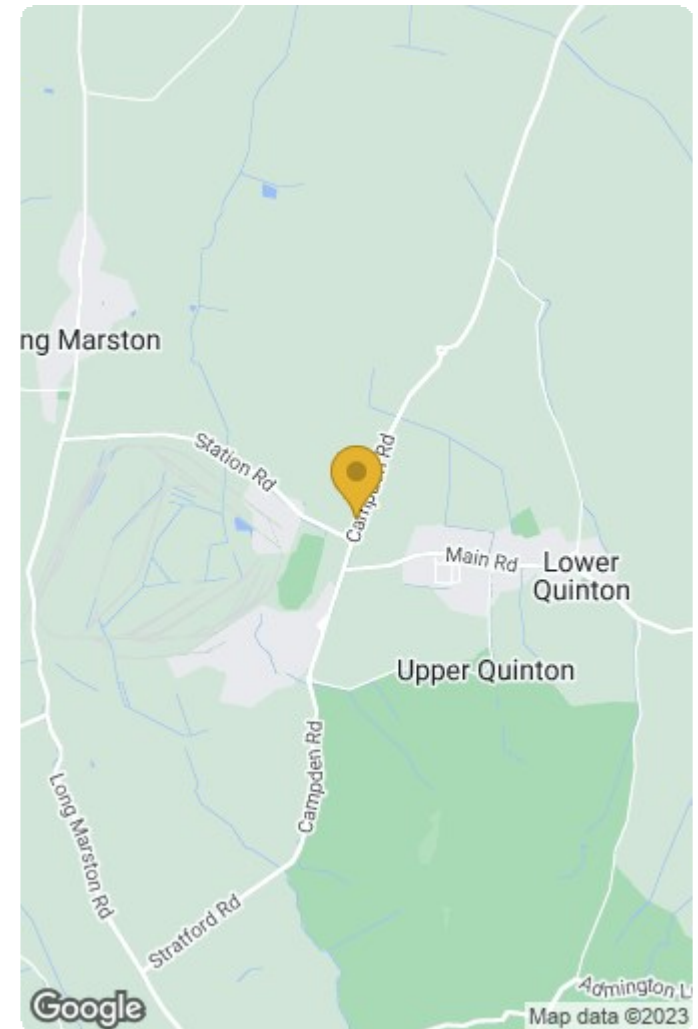 ng Marston
Station Rd
Campden Rd
Main Rd
Lower
Quinton
Upper Quinton
Campden Rd
Long Marston Rd
Stratford Rd
Admington L
Google
Map data ©2023